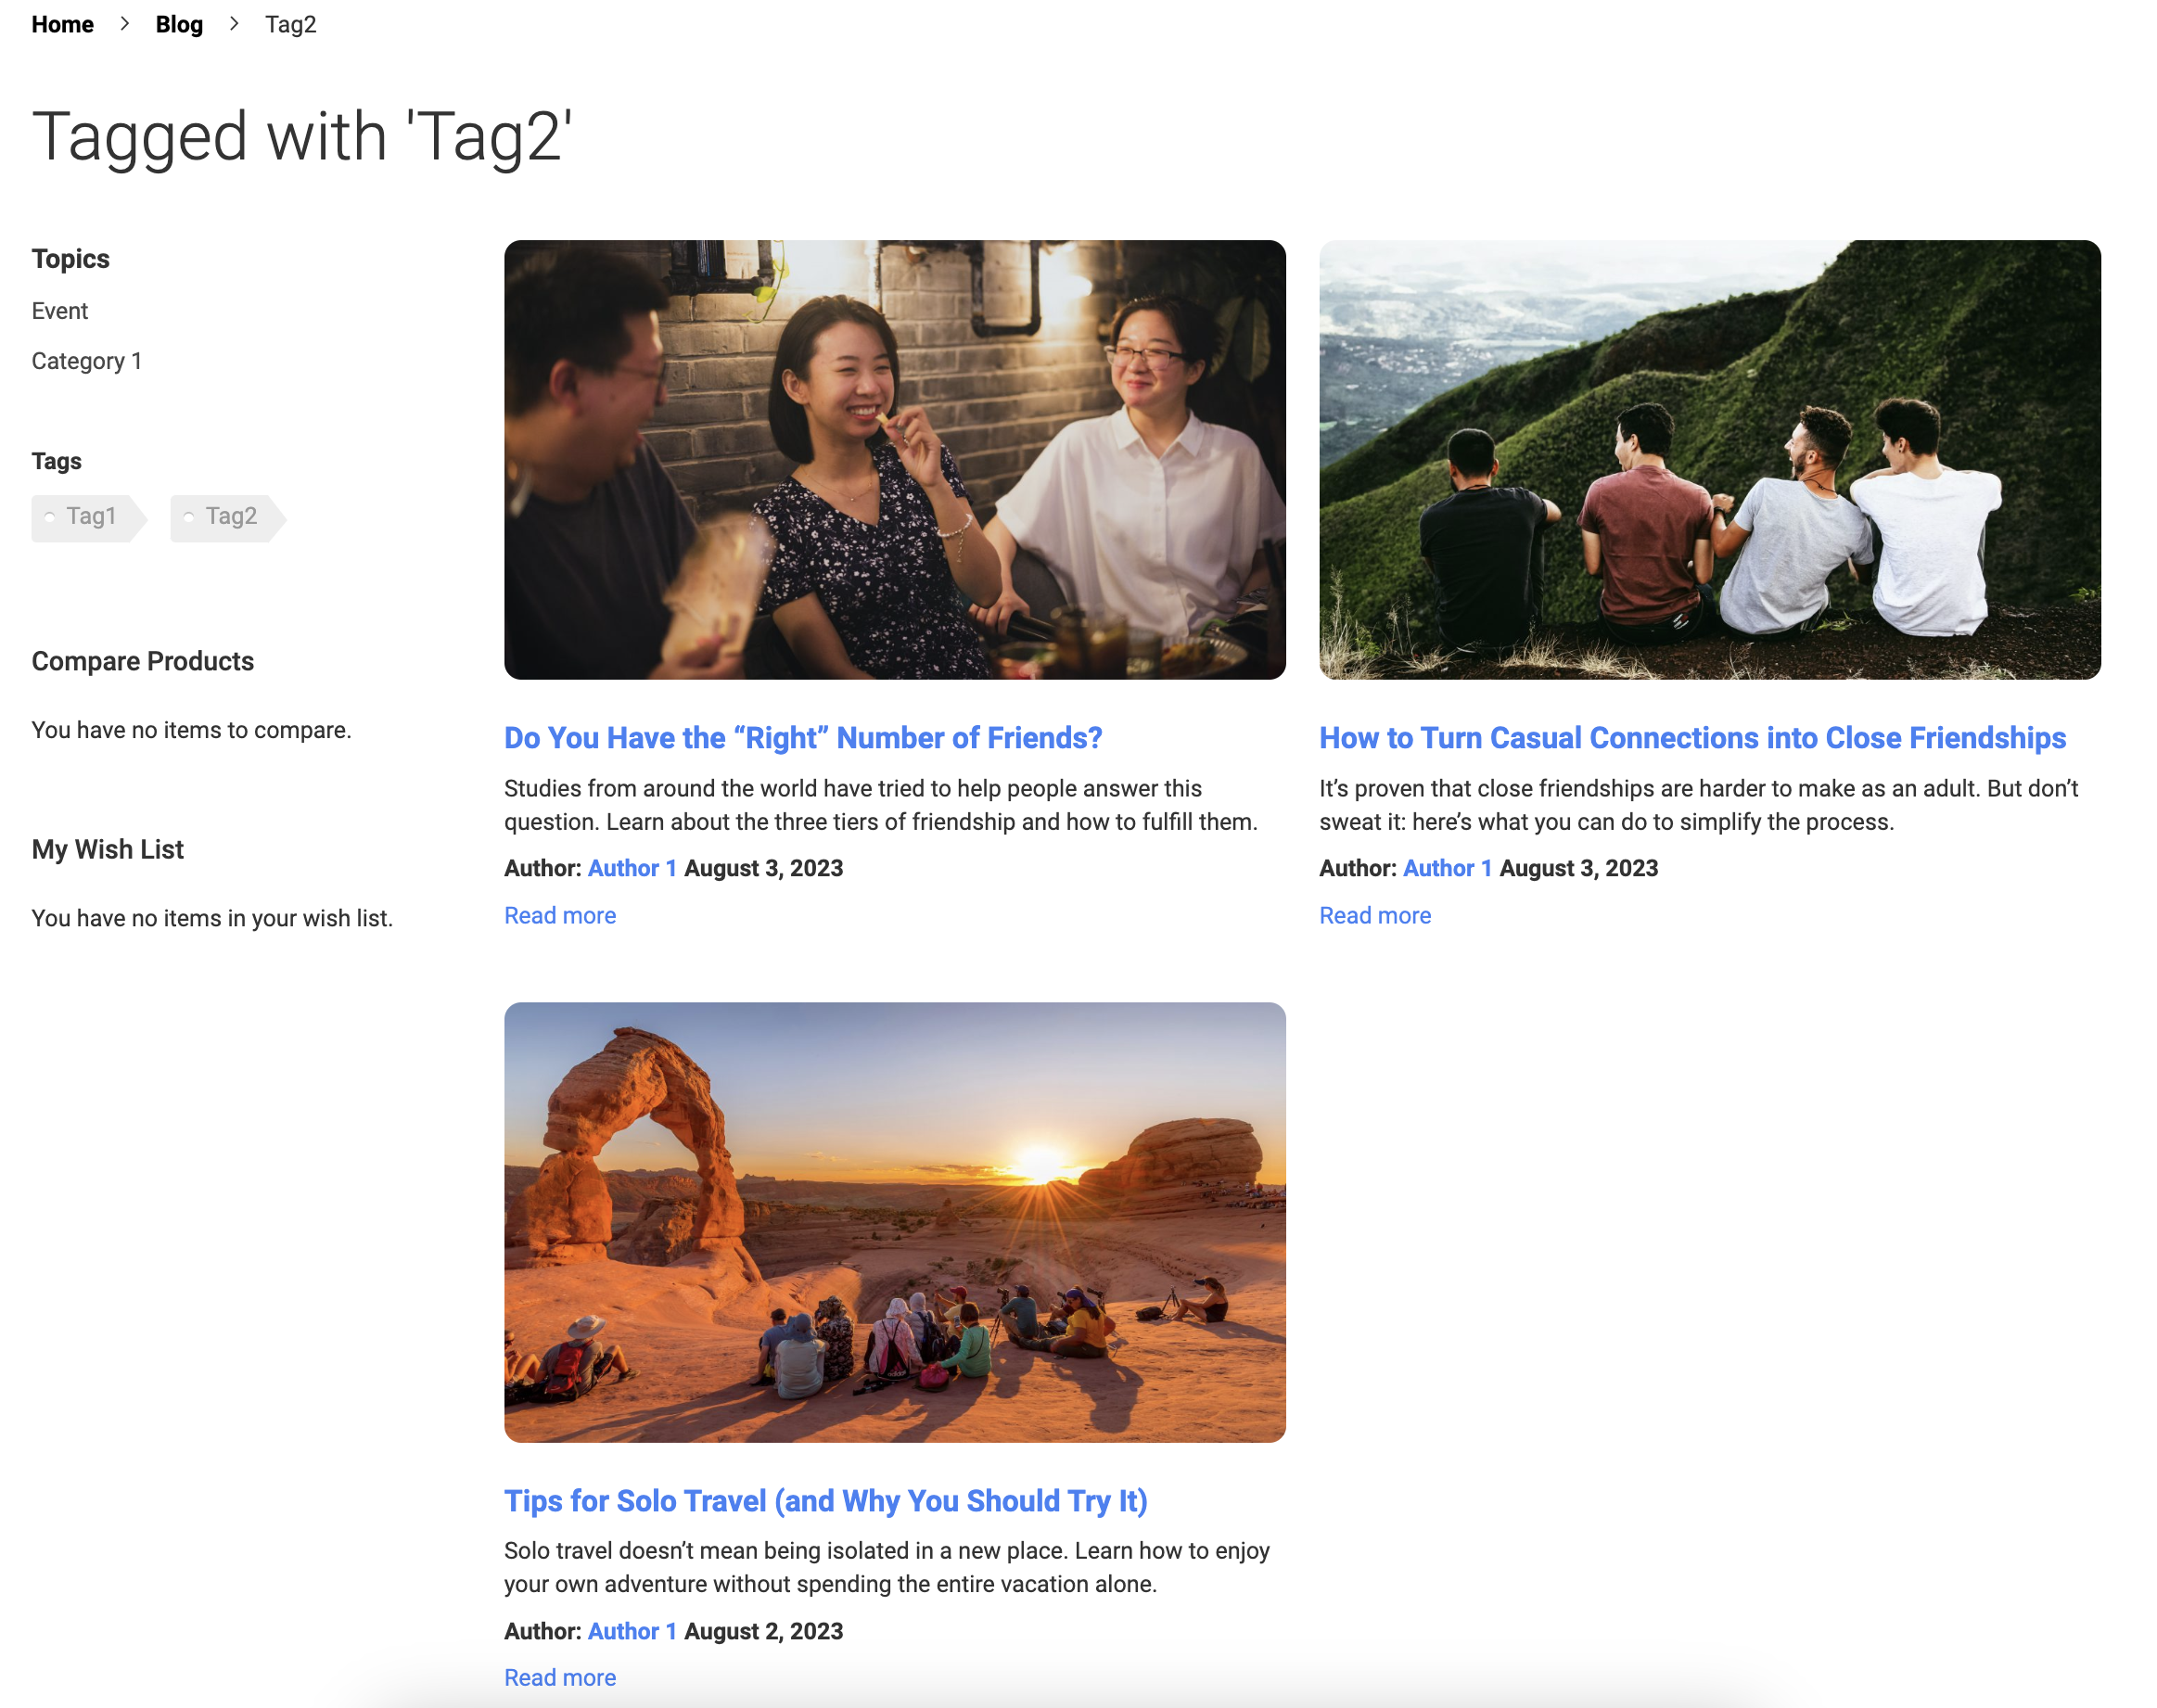 Home > Blog > Tag2
Tagged with 'Tag2'
Topics
Event
Category 1
Tags
Tag1 Tag2
Compare Products
You have no items to compare.
My Wish List
You have no items in your wish list.
Do You Have the “Right” Number of Friends?
Studies from around the world have tried to help people answer this
question. Learn about the three tiers of friendship and how to fulfill them.
Author: Author 1 August 3, 2023
Read more
How to Turn Casual Connections into Close Friendships
It’s proven that close friendships are harder to make as an adult. But don’t
sweat it: here’s what you can do to simplify the process.
Author: Author 1 August 3, 2023
Read more
Tips for Solo Travel (and Why You Should Try It)
Solo travel doesn’t mean being isolated in a new place. Learn how to enjoy
your own adventure without spending the entire vacation alone.
Author: Author 1 August 2, 2023
Read more